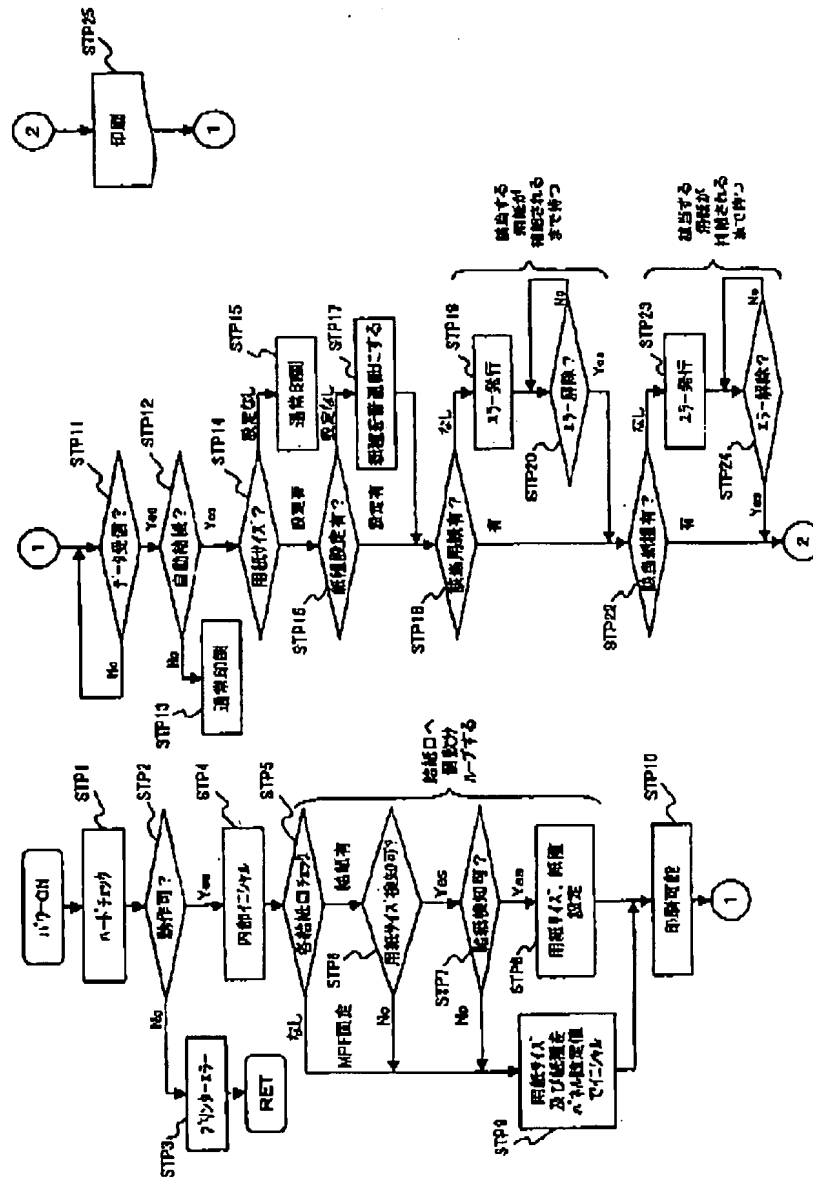 パワーON
STP1
ハードチェック
STP2
動作可?
No
Yes
STP3
プリンターエラー
RET
STP4
内部イニシャル
STP5
各給紙口チェック
なし
MPF固定
給紙有
STP6
用紙サイズ検知可?
No
Yes
STP7
給紙検知可?
No
Yes
STP8
用紙サイズ、紙種
設定
STP9
用紙サイズ
及び紙種を
パネル設定値
でイニシャル
給紙口へ
個数分
ループする
STP10
印刷可能
1
1
STP11
データ受信?
No
Yes
STP12
自動給紙?
No
Yes
STP13
通常印刷
STP14
用紙サイズ?
設定なし
設定有
STP15
通常印刷
STP16
紙種設定有?
設定なし
設定有
STP17
紙種を普通紙にする
STP18
該当用紙有?
なし
有
STP19
エラー発行
STP20
エラー解除?
No
Yes
該当する
用紙が
補給される
まで待つ
STP22
該当紙種有?
なし
有
STP23
エラー発行
STP24
エラー解除?
No
Yes
該当する
用紙が
補給される
まで待つ
2
2
STP25
印刷
1